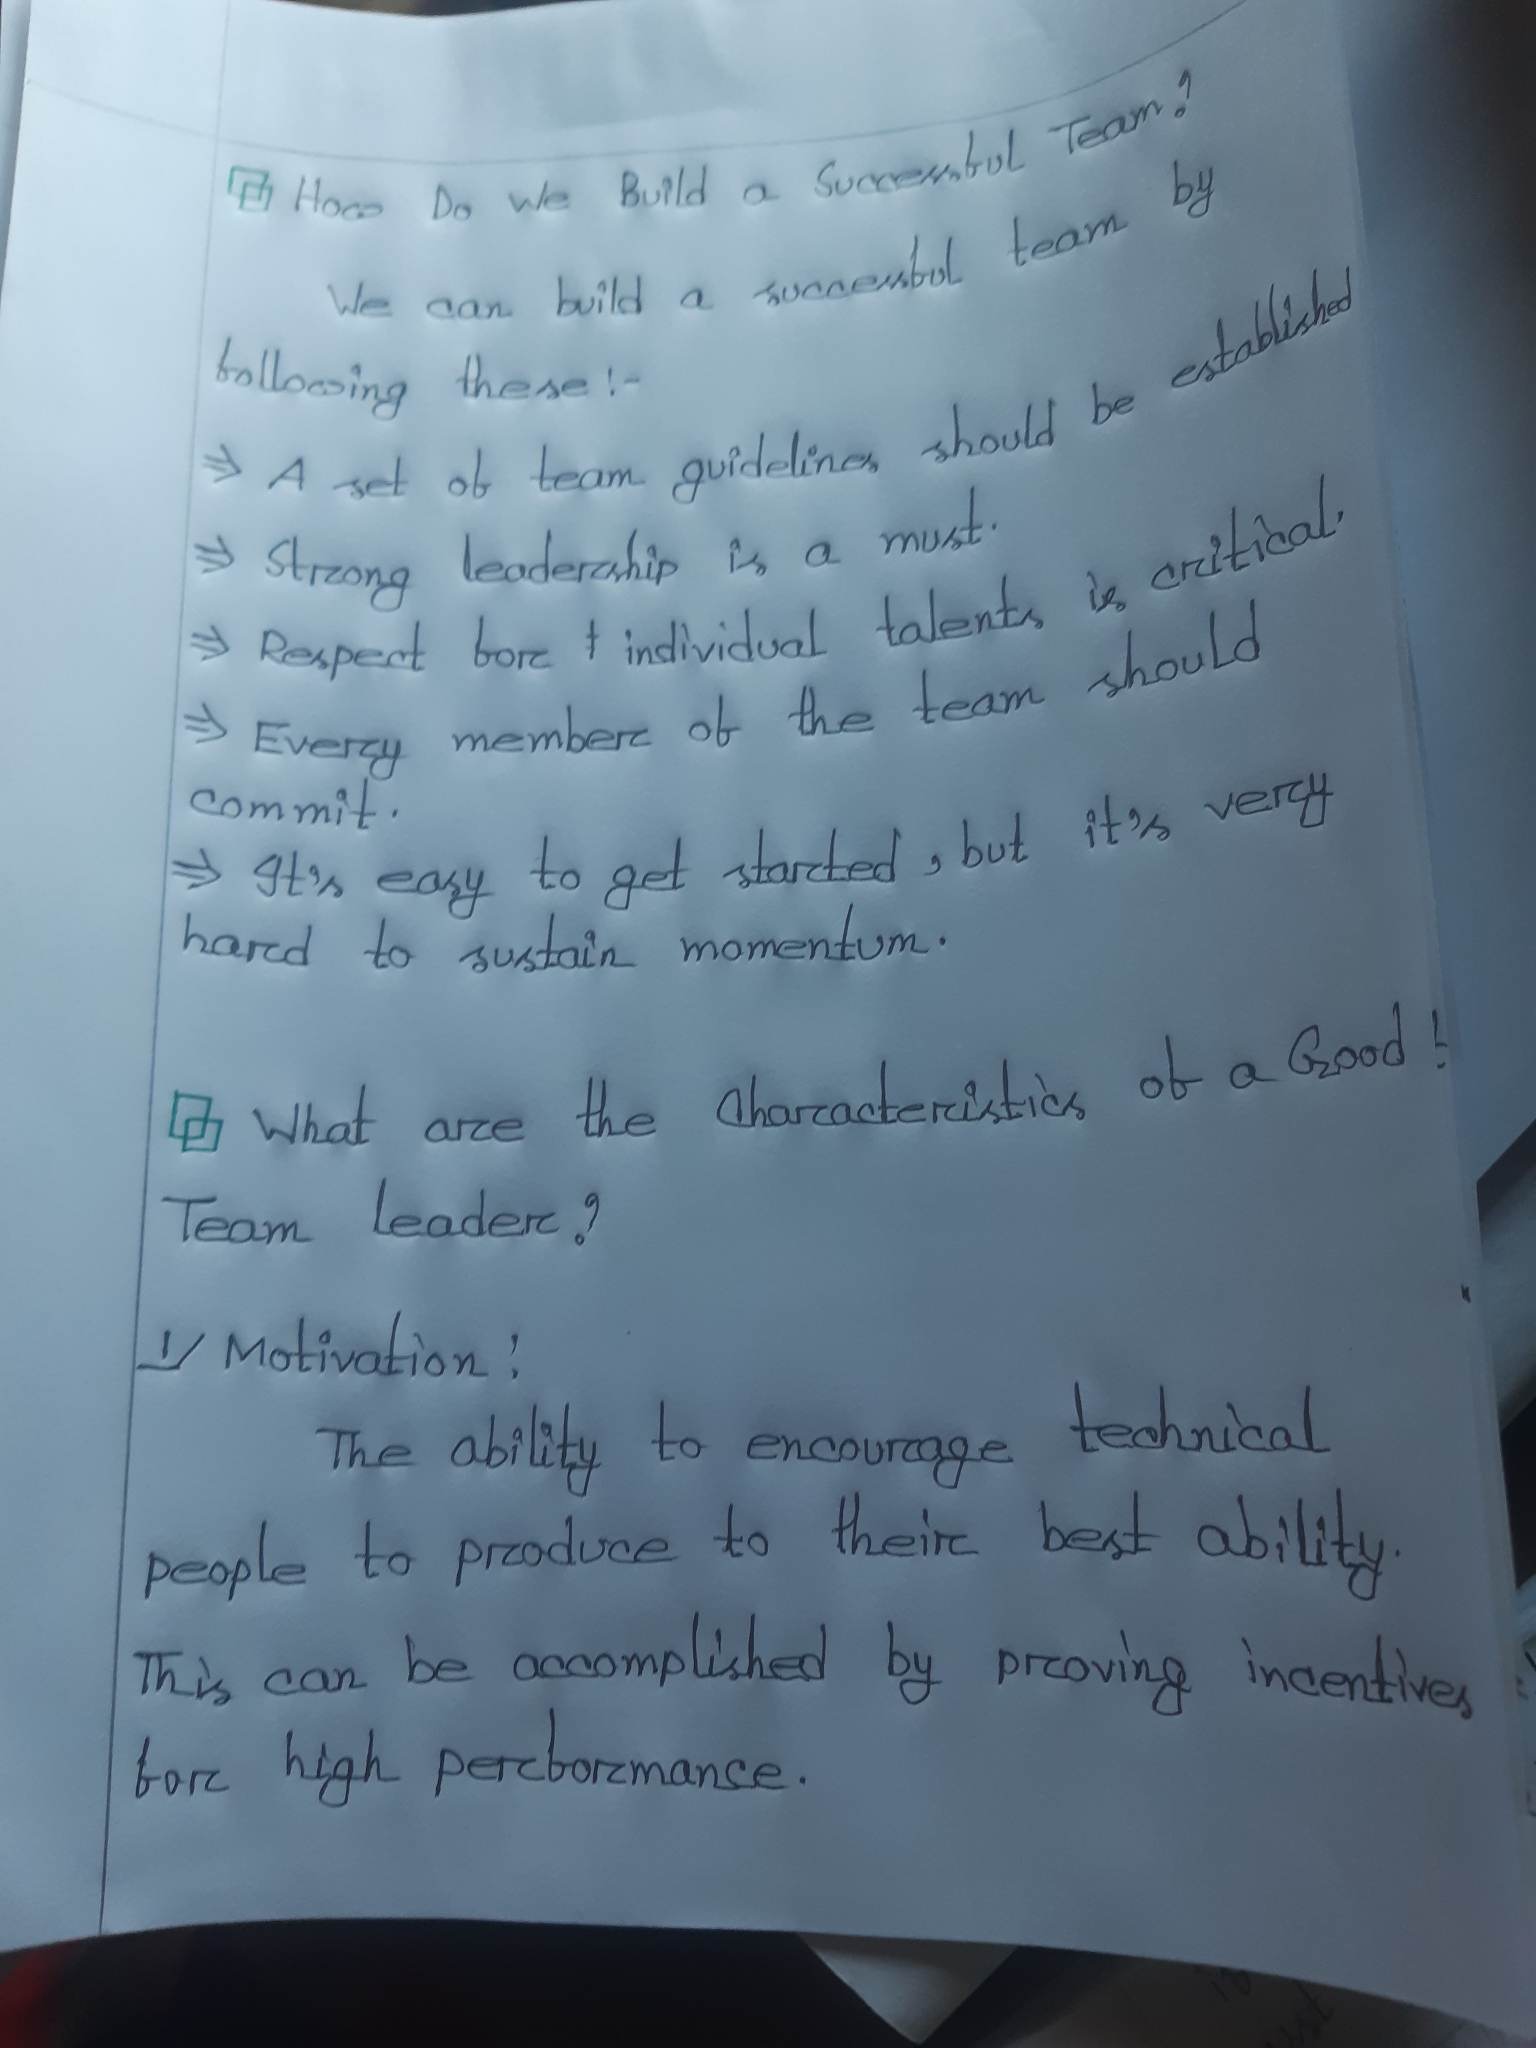 How Do We Build a Successful Team?
We can build a successful team by
following these:-
⇒ A set of team guidelines should be established
⇒ Strong leadership is a must.
⇒ Respect for individual talents is critical.
⇒ Every member of the team should
commit.
⇒ It's easy to get started, but it's very
hard to sustain momentum.
What are the Characteristics of a Good
Team leader?
1/ Motivation:
The ability to encourage technical
people to produce to their best ability.
This can be accomplished by proving incentives
for high performance.